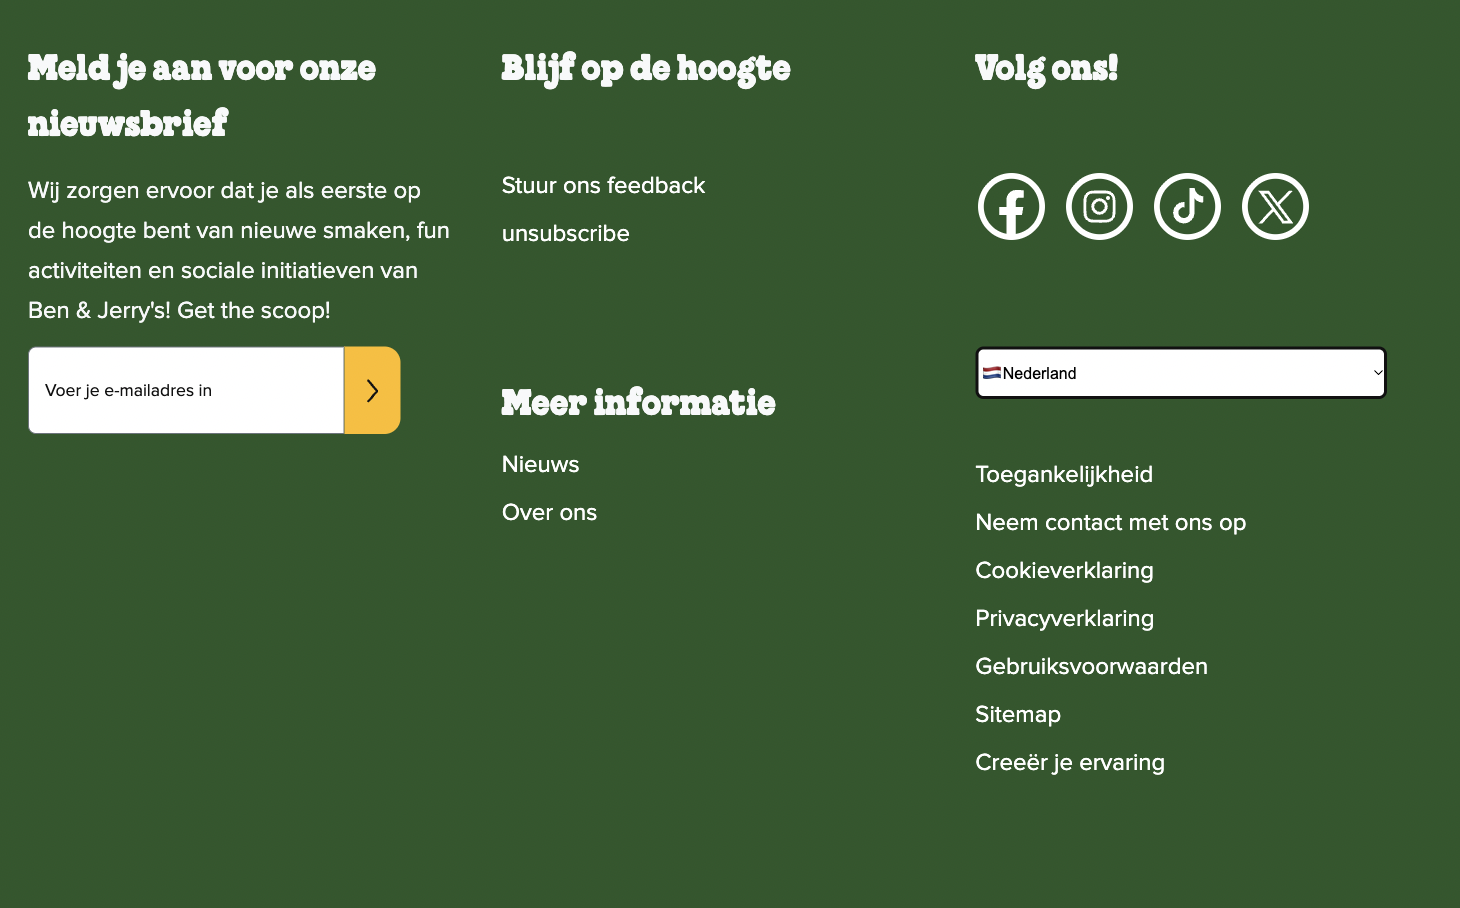 Meld je aan voor onze
nieuwsbrief
Wij zorgen ervoor dat je als eerste op
de hoogte bent van nieuwe smaken, fun
activiteiten en sociale initiatieven van
Ben & Jerry's! Get the scoop!
Voer je e-mailadres in
Blijf op de hoogte
Stuur ons feedback
unsubscribe
Meer informatie
Nieuws
Over ons
Volg ons!
Nederland
Toegankelijkheid
Neem contact met ons op
Cookieverklaring
Privacyverklaring
Gebruiksvoorwaarden
Sitemap
Creeër je ervaring